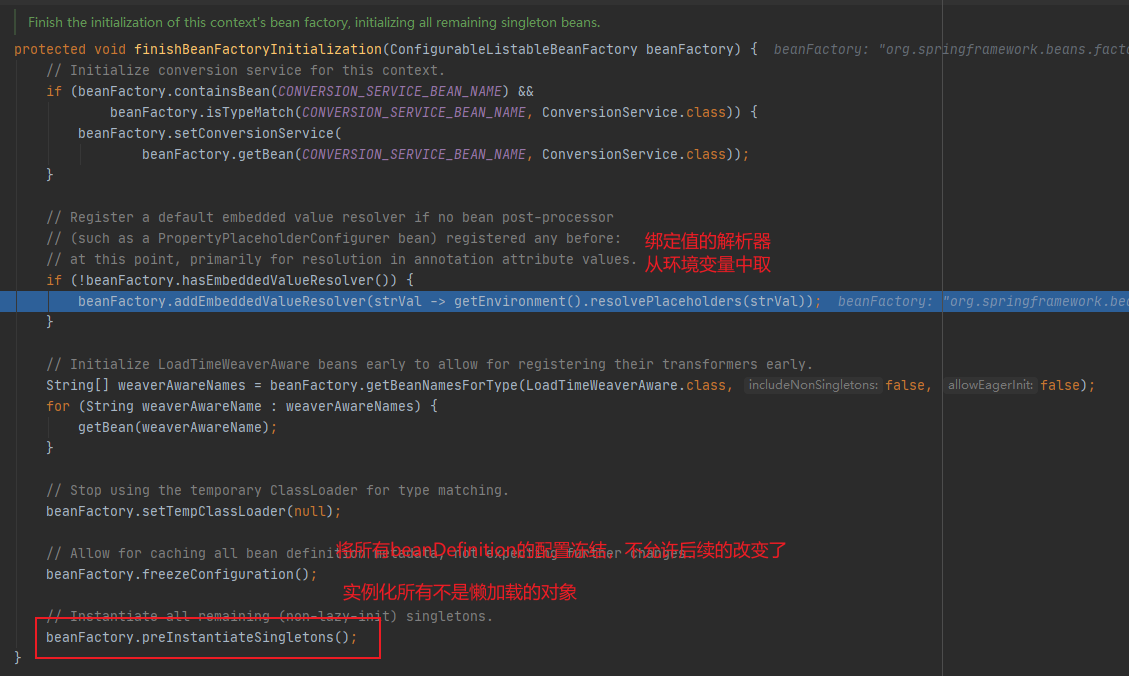 Finish the initialization of this context's bean factory, initializing all remaining singleton beans.
protected void finishBeanFactoryInitialization(ConfigurableListableBeanFactory beanFactory) { beanFactory: "org.springframework.beans.facto
// Initialize conversion service for this context.
if (beanFactory.containsBean(CONVERSION_SERVICE_BEAN_NAME) &&
beanFactory.isTypeMatch(CONVERSION_SERVICE_BEAN_NAME, ConversionService.class)) {
beanFactory.setConversionService(
beanFactory.getBean(CONVERSION_SERVICE_BEAN_NAME, ConversionService.class));
}
// Register a default embedded value resolver if no bean post-processor
// (such as a PropertyPlaceholderConfigurer bean) registered any before:
绑定值的解析器
// at this point, primarily for resolution in annotation attribute values.
从环境变量中取
if (!beanFactory.hasEmbeddedValueResolver()) {
beanFactory.addEmbeddedValueResolver(strVal -> getEnvironment().resolvePlaceholders(strVal)); beanFactory: "org.springframework.bea
}
// Initialize LoadTimeWeaverAware beans early to allow for registering their transformers early.
String[] weaverAwareNames = beanFactory.getBeanNamesForType(LoadTimeWeaverAware.class, includeNonSingletons: false, allowEagerInit: false);
for (String weaverAwareName : weaverAwareNames) {
getBean(weaverAwareName);
}
// Stop using the temporary ClassLoader for type matching.
beanFactory.setTempClassLoader(null);
// Allow for caching all bean definition metadata, not expecting further changes.
将所有beanDefinition的配置冻结，不允许后续的改变了
beanFactory.freezeConfiguration();
实例化所有不是懒加载的对象
// Instantiate all remaining (non-lazy-init) singletons.
beanFactory.preInstantiateSingletons();
}